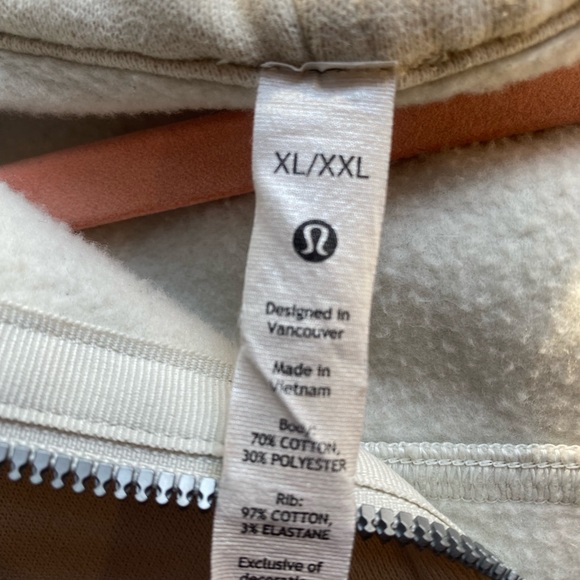 XL/XXL
Designed in
Vancouver
Made in
Vietnam
Body:
70% COTTON,
30% POLYESTER
Rib:
97% COTTON,
3% ELASTANE
Exclusive of